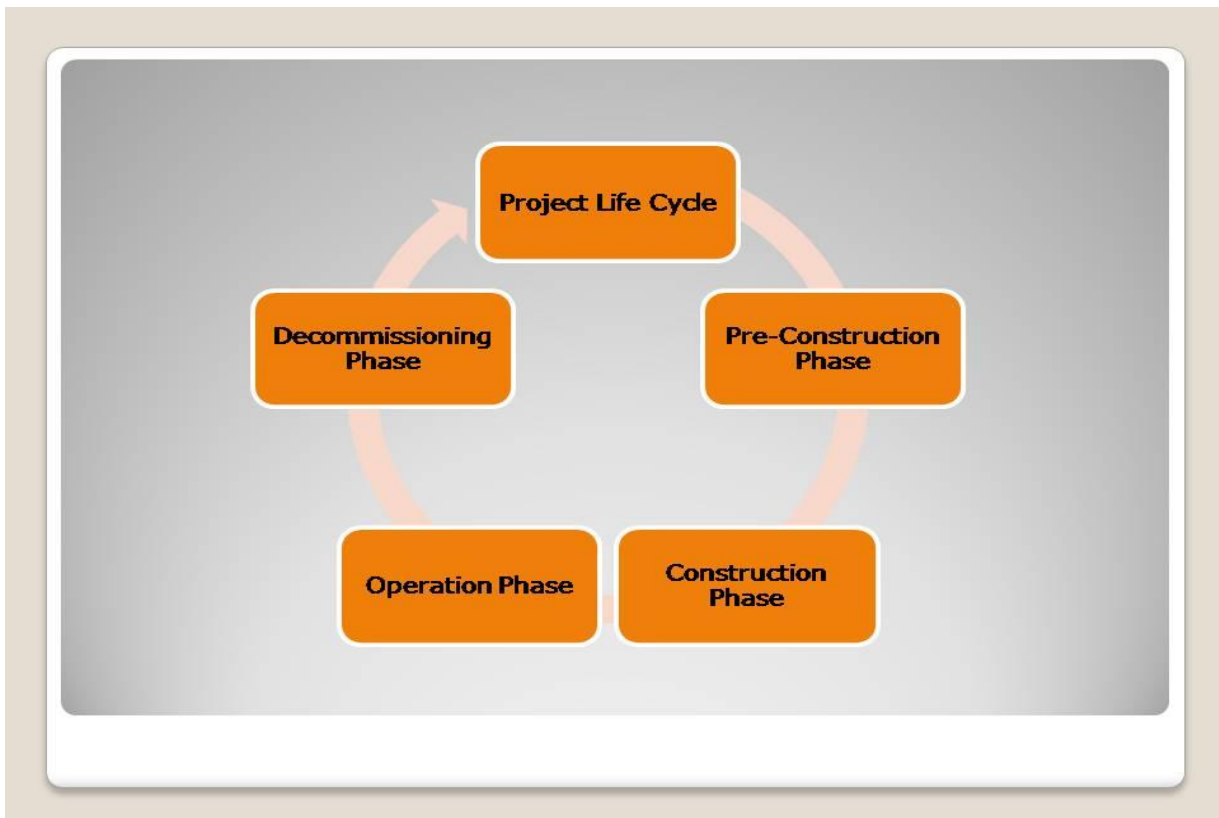 Project Life Cycle
Pre-Construction
Phase
Construction
Phase
Operation Phase
Decommissioning
Phase